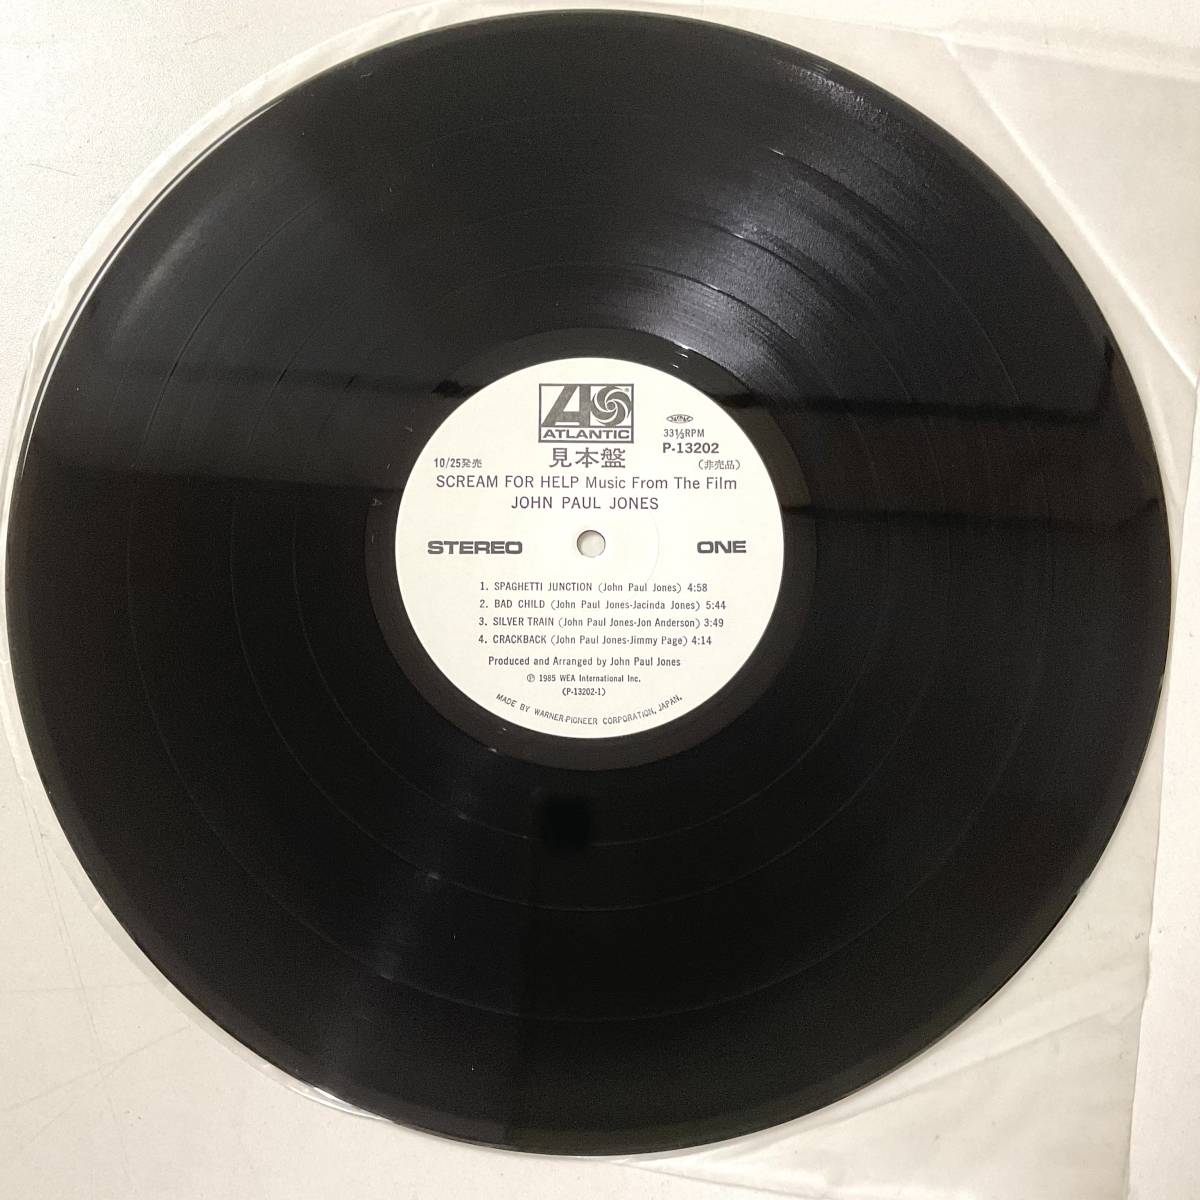 ATLANTIC
33⅓RPM
P-13202
10/25発売
見本盤
(非売品)
SCREAM FOR HELP Music From The Film
JOHN PAUL JONES
STEREO
ONE
1. SPAGHETTI JUNCTION (John Paul Jones) 4:58
2. BAD CHILD (John Paul Jones-Jacinda Jones) 5:44
3. SILVER TRAIN (John Paul Jones-Jon Anderson) 3:49
4. CRACKBACK (John Paul Jones-Jimmy Page) 4:14
Produced and Arranged by John Paul Jones
℗ 1985 WEA International Inc.
(P-13202-1)
MADE BY WARNER-PIONEER CORPORATION, JAPAN.